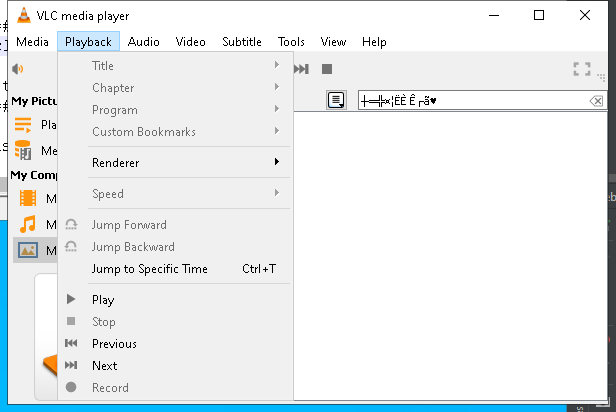 VLC media player
Media Playback Audio Video Subtitle Tools View Help
Title
Chapter
Program
Custom Bookmarks
Renderer
Speed
Jump Forward
Jump Backward
Jump to Specific Time Ctrl+T
Play
Stop
Previous
Next
Record
My Pictu
Pla
Me
My Comp
M
M
M
┼══╬¤¦ËÈ Ê┌ã♥